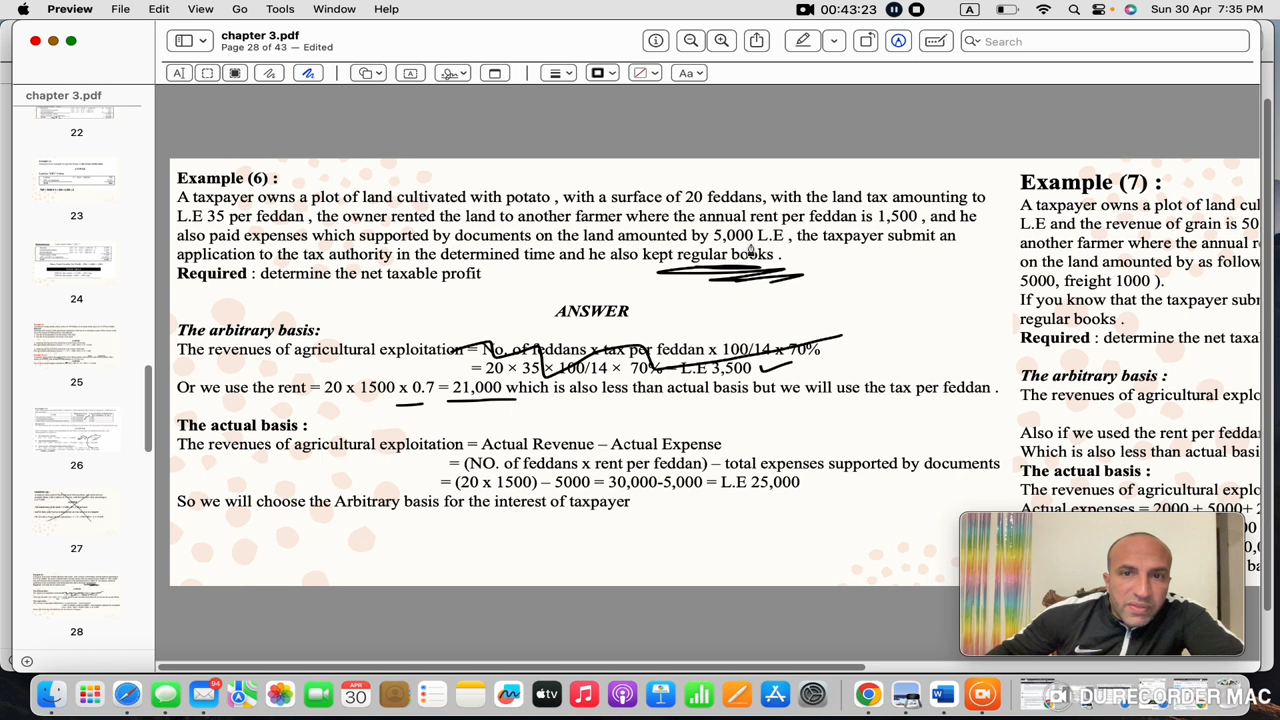 Preview File Edit View Go Tools Window Help
00:43:23 A Sun 30 Apr 7:35 PM
chapter 3.pdf
Page 28 of 43 — Edited
Search
chapter 3.pdf
22
23
24
25
26
27
28
Example (6) :
A taxpayer owns a plot of land cultivated with potato , with a surface of 20 feddans, with the land tax amounting to
L.E 35 per feddan , the owner rented the land to another farmer where the annual rent per feddan is 1,500 , and he
also paid expenses which supported by documents on the land amounted by 5,000 L.E . the taxpayer submit an
application to the tax authority in the determined time and he also kept regular books .
Required : determine the net taxable profit
ANSWER
The arbitrary basis:
The revenues of agricultural exploitation = no. of feddans x tax per feddan x 100/14 x 70%
= 20 × 35 × 100/14 × 70% = L.E 3,500
Or we use the rent = 20 x 1500 x 0.7 = 21,000 which is also less than actual basis but we will use the tax per feddan .
The actual basis :
The revenues of agricultural exploitation = Actual Revenue – Actual Expense
= (NO. of feddans x rent per feddan) – total expenses supported by documents
= (20 x 1500) – 5000 = 30,000-5,000 = L.E 25,000
So we will choose the arbitrary basis for the interest of taxpayer
Example (7) :
A taxpayer owns a plot of land cul
L.E and the revenue of grain is 50
another farmer where the annual r
on the land amounted by as follow
5000, freight 1000 ).
If you know that the taxpayer subr
regular books .
Required : determine the net taxa
The arbitrary basis :
The revenues of agricultural explo
Also if we used the rent per fedda
Which is also less than actual basi
The actual basis :
The revenues of agricultural explo
Actual expenses = 2000 + 5000+ 2
94
APR
30
DU RECORDER MAC